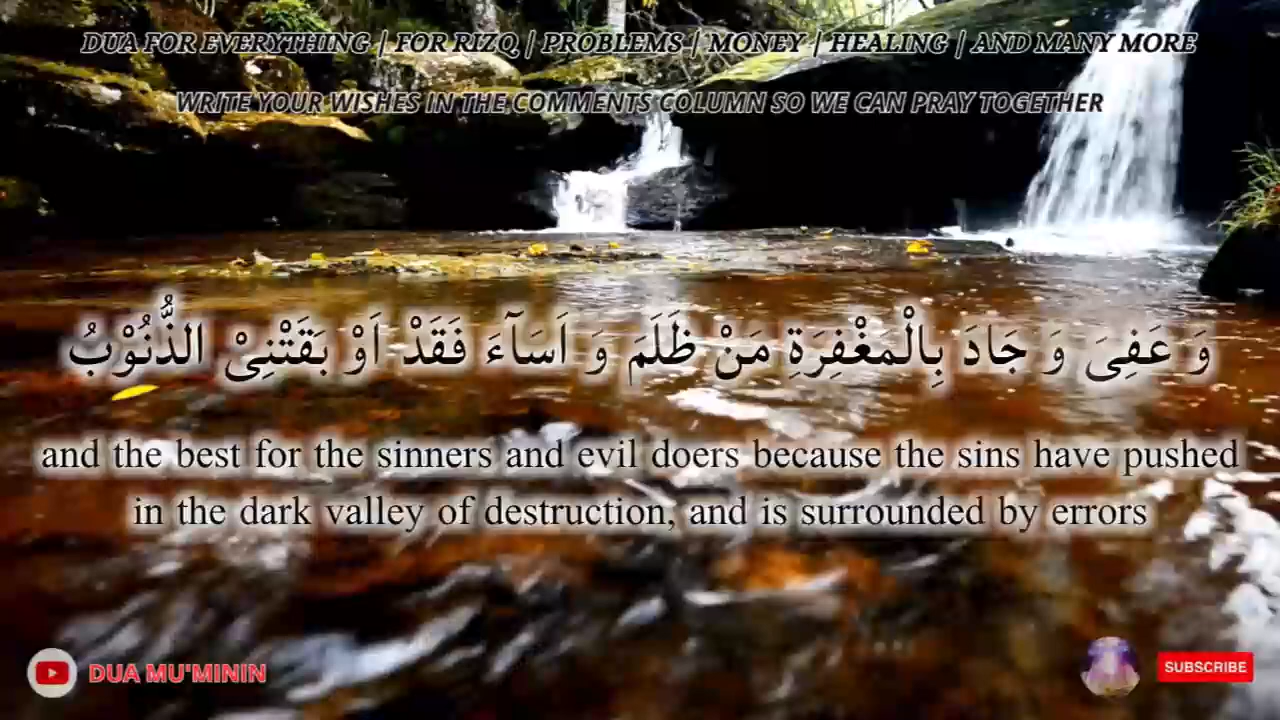 DUA FOR EVERYTHING | FOR RIZQ | PROBLEMS | MONEY | HEALING | AND MANY MORE
WRITE YOUR WISHES IN THE COMMENTS COLUMN SO WE CAN PRAY TOGETHER
وَ عَفِیَ وَ جَادَ بِالْمَغْفِرَةِ مَنْ ظَلَمَ وَ اَسَآءَ فَقَدْ اَوْ بَقَتْنِیْ الذُّنُوْبُ
and the best for the sinners and evil doers because the sins have pushed
in the dark valley of destruction, and is surrounded by errors
DUA MU'MININ
SUBSCRIBE